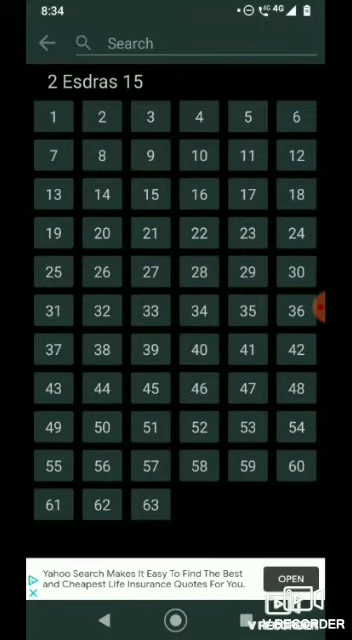 8:34
4G 4G
Search
2 Esdras 15
1 2 3 4 5 6
7 8 9 10 11 12
13 14 15 16 17 18
19 20 21 22 23 24
25 26 27 28 29 30
31 32 33 34 35 36
37 38 39 40 41 42
43 44 45 46 47 48
49 50 51 52 53 54
55 56 57 58 59 60
61 62 63
Yahoo Search Makes It Easy To Find The Best
and Cheapest Life Insurance Quotes For You.
OPEN
V RECORDER